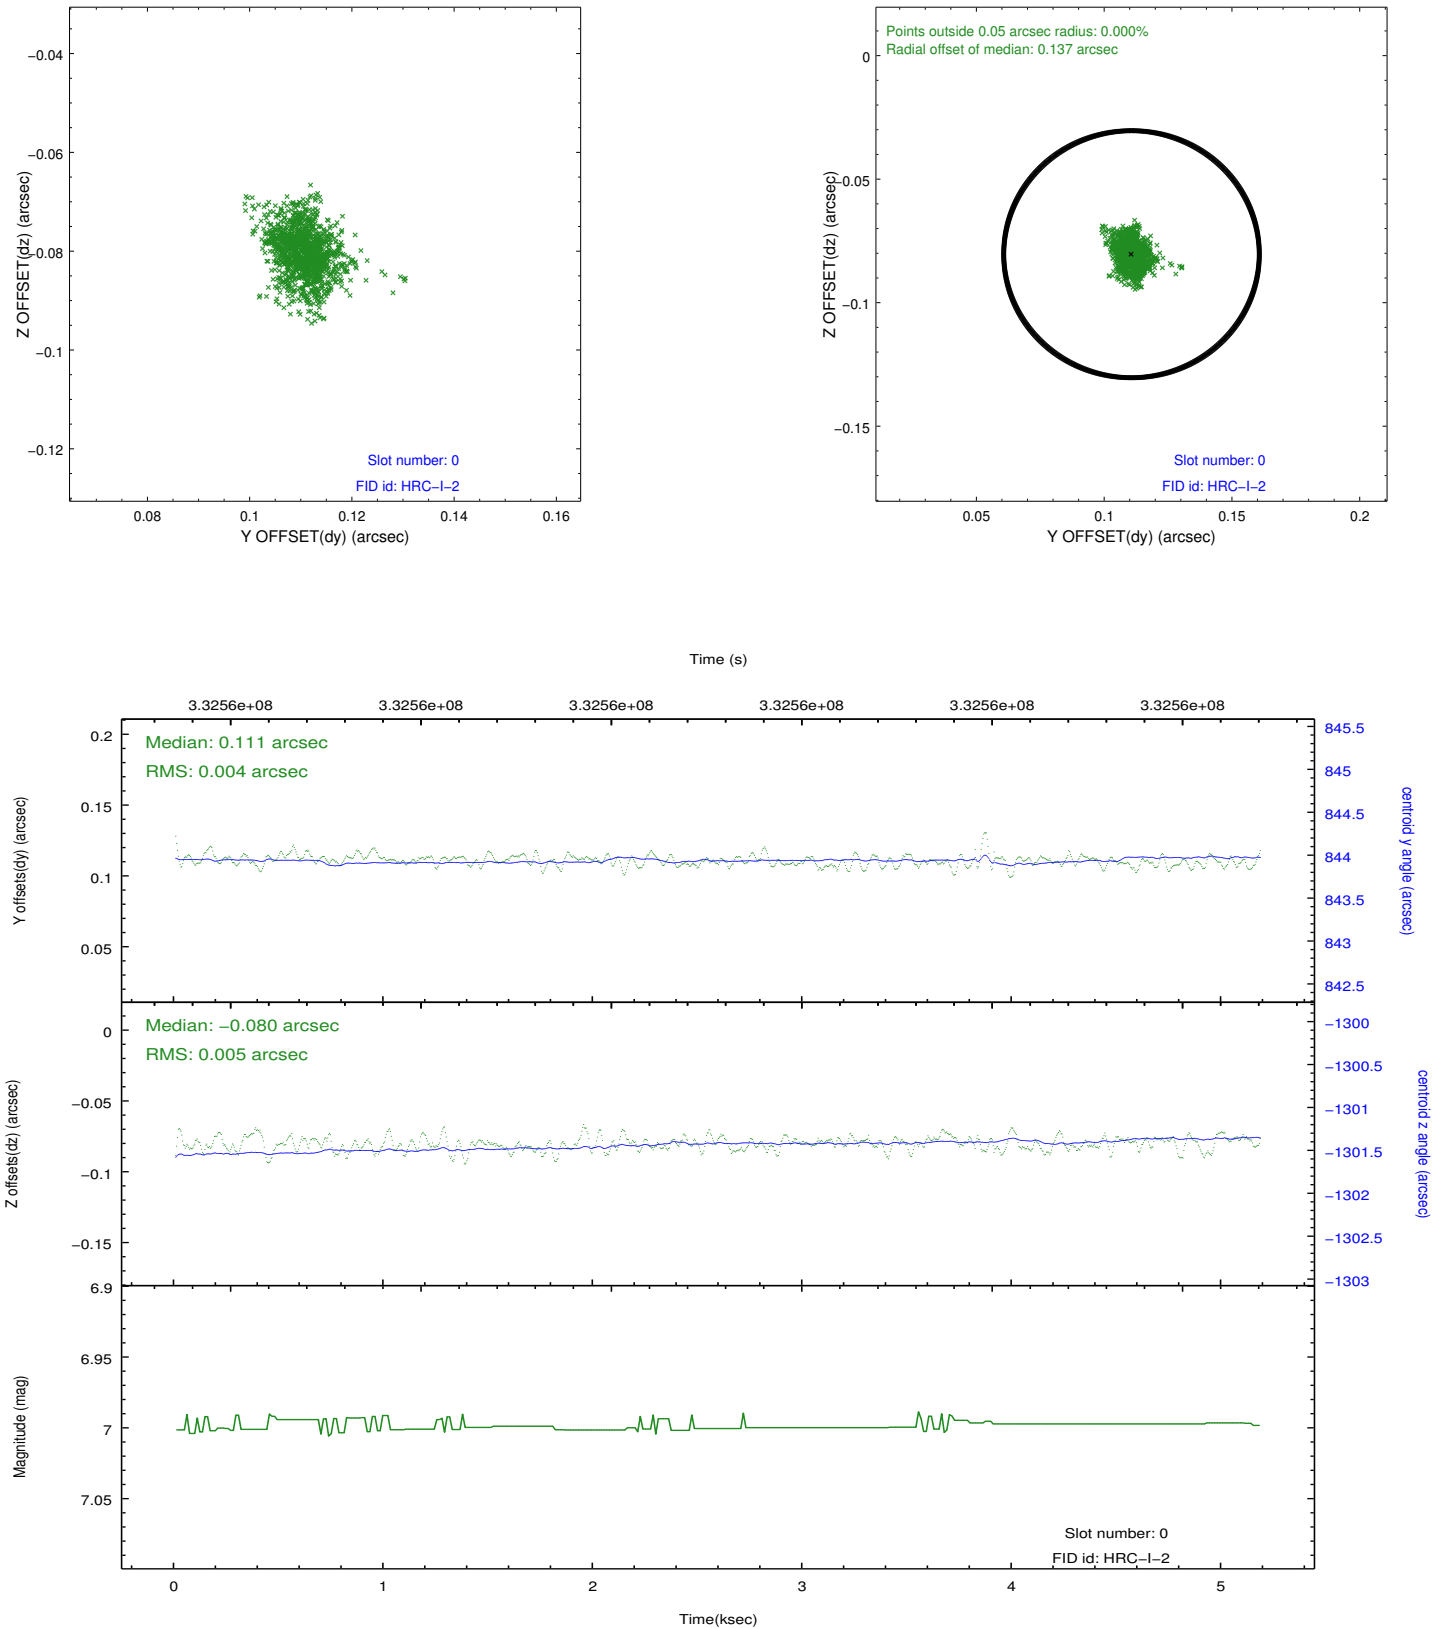 −0.04
−0.06
−0.08
−0.1
−0.12
Z OFFSET(dz) (arcsec)
Slot number: 0
FID id: HRC−I−2
0.08
0.1
0.12
0.14
0.16
Y OFFSET(dy) (arcsec)
Points outside 0.05 arcsec radius: 0.000%
Radial offset of median: 0.137 arcsec
0
−0.05
−0.1
−0.15
Z OFFSET(dz) (arcsec)
Slot number: 0
FID id: HRC−I−2
0.05
0.1
0.15
0.2
Y OFFSET(dy) (arcsec)
Time (s)
3.3256e+08
3.3256e+08
3.3256e+08
3.3256e+08
3.3256e+08
3.3256e+08
Median: 0.111 arcsec
RMS: 0.004 arcsec
0.2
0.15
0.1
0.05
Y offsets(dy) (arcsec)
845.5
845
844.5
844
843.5
843
842.5
centroid y angle (arcsec)
Median: −0.080 arcsec
RMS: 0.005 arcsec
0
−0.05
−0.1
−0.15
Z offsets(dz) (arcsec)
−1300
−1300.5
−1301
−1301.5
−1302
−1302.5
−1303
centroid z angle (arcsec)
6.9
6.95
7
7.05
Magnitude (mag)
Slot number: 0
FID id: HRC−I−2
0
1
2
3
4
5
Time(ksec)